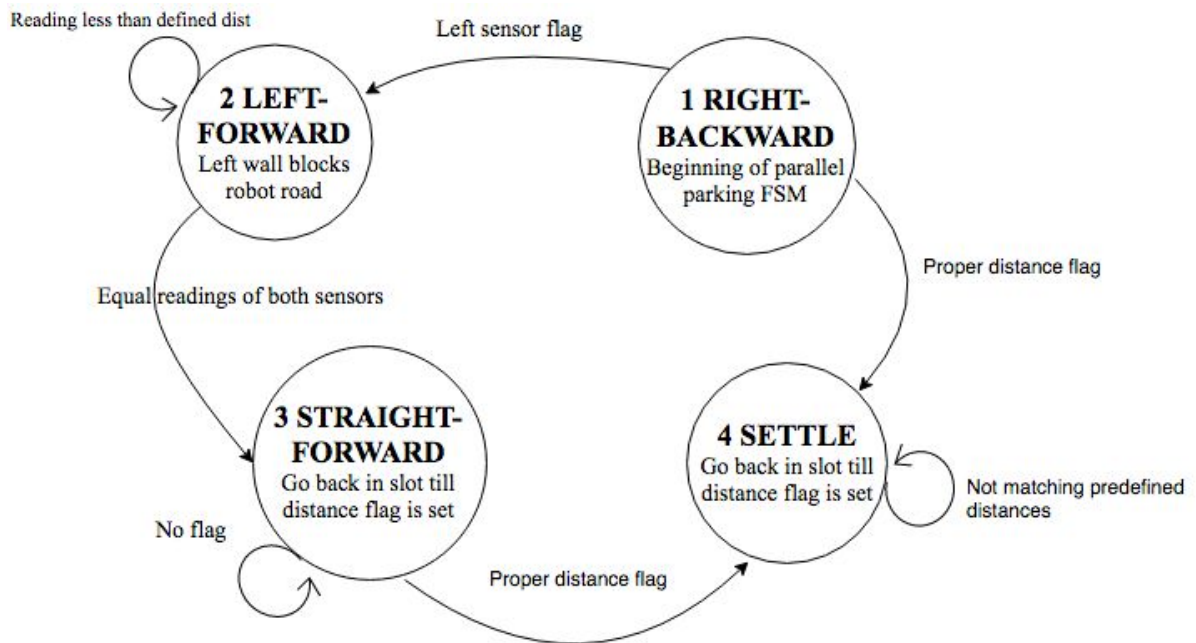 Reading less than defined dist
Left sensor flag
2 LEFT-
FORWARD
Left wall blocks
robot road
1 RIGHT-
BACKWARD
Beginning of parallel
parking FSM
Proper distance flag
Equal readings of both sensors
3 STRAIGHT-
FORWARD
Go back in slot till
distance flag is set
4 SETTLE
Go back in slot till
distance flag is set
Not matching predefined
distances
No flag
Proper distance flag